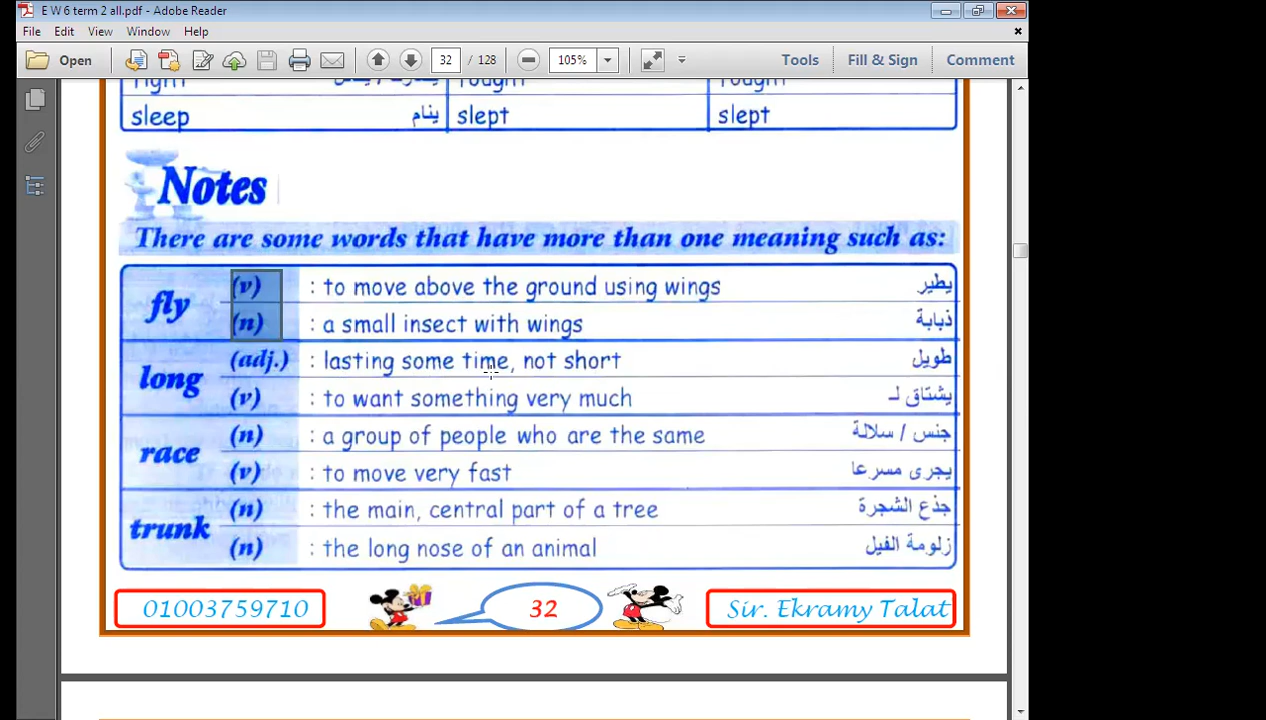 E W 6 term 2 all.pdf - Adobe Reader
File Edit View Window Help
Open 32 / 128 105% Tools Fill & Sign Comment
sleep ينام slept slept
Notes
There are some words that have more than one meaning such as:
fly (v) : to move above the ground using wings يطير
(n) : a small insect with wings ذبابة
long (adj.) : lasting some time, not short طويل
(v) : to want something very much يشتاق لـ
race (n) : a group of people who are the same جنس / سلالة
(v) : to move very fast يجرى مسرعا
trunk (n) : the main, central part of a tree جذع الشجرة
(n) : the long nose of an animal زلومة الفيل
01003759710 32 Sir. Ekramy Talat